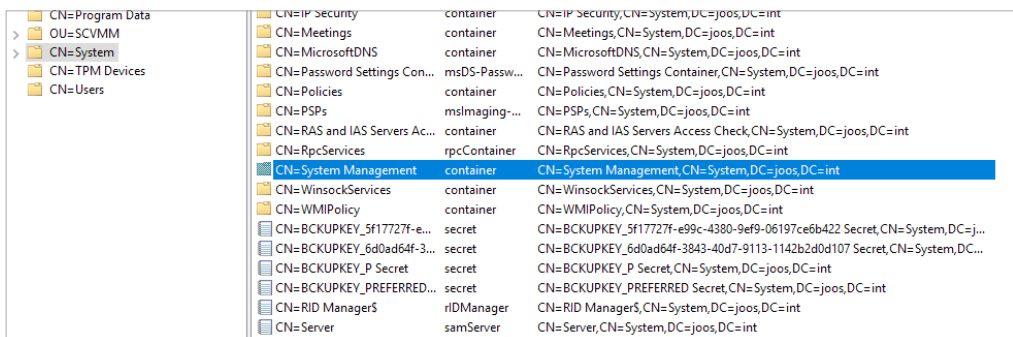 CN=Program Data
OU=SCVMM
CN=System
CN=TPM Devices
CN=Users
CN=IP Security container CN=IP Security,CN=System,DC=joos,DC=int
CN=Meetings container CN=Meetings,CN=System,DC=joos,DC=int
CN=MicrosoftDNS container CN=MicrosoftDNS,CN=System,DC=joos,DC=int
CN=Password Settings Con... msDS-Passw... CN=Password Settings Container,CN=System,DC=joos,DC=int
CN=Policies container CN=Policies,CN=System,DC=joos,DC=int
CN=PSPs msImaging-... CN=PSPs,CN=System,DC=joos,DC=int
CN=RAS and IAS Servers Ac... container CN=RAS and IAS Servers Access Check,CN=System,DC=joos,DC=int
CN=RpcServices rpcContainer CN=RpcServices,CN=System,DC=joos,DC=int
CN=System Management container CN=System Management,CN=System,DC=joos,DC=int
CN=WinsockServices container CN=WinsockServices,CN=System,DC=joos,DC=int
CN=WMIPolicy container CN=WMIPolicy,CN=System,DC=joos,DC=int
CN=BCKUPKEY_5f17727f-e... secret CN=BCKUPKEY_5f17727f-e99c-4380-9ef9-06197ce6b422 Secret,CN=System,DC=j...
CN=BCKUPKEY_6d0ad64f-3... secret CN=BCKUPKEY_6d0ad64f-3843-40d7-9113-1142b2d0d107 Secret,CN=System,DC...
CN=BCKUPKEY_P Secret secret CN=BCKUPKEY_P Secret,CN=System,DC=joos,DC=int
CN=BCKUPKEY_PREFERRED... secret CN=BCKUPKEY_PREFERRED Secret,CN=System,DC=joos,DC=int
CN=RID Manager$ rIDManager CN=RID Manager$,CN=System,DC=joos,DC=int
CN=Server samServer CN=Server,CN=System,DC=joos,DC=int